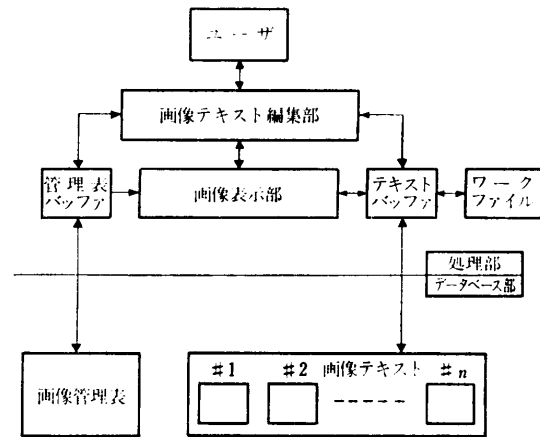 ユーザ
画像テキスト編集部
管理表
バッファ
画像表示部
テキスト
バッファ
ワーク
ファイル
処理部
データベース部
画像管理表
#1 #2 画像テキスト #n